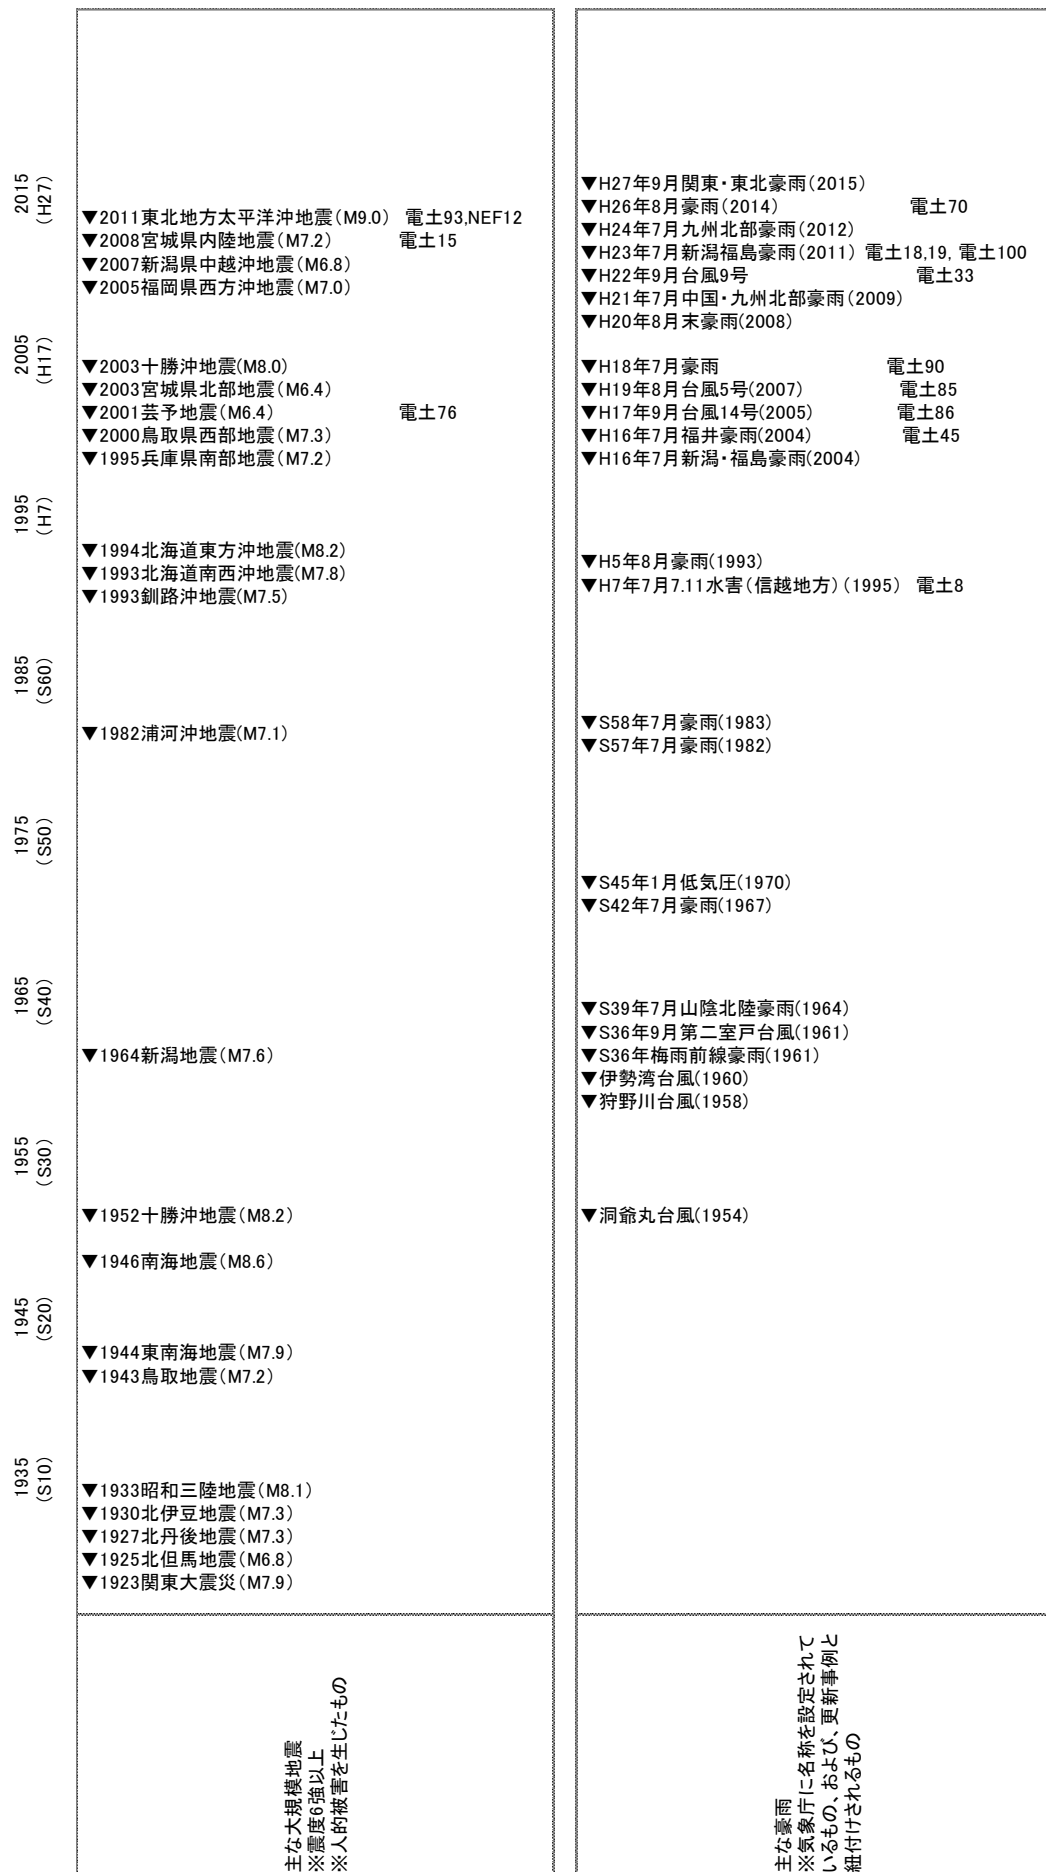 2015
(H27)
2005
(H17)
1995
(H7)
1985
(S60)
1975
(S50)
1965
(S40)
1955
(S30)
1945
(S20)
1935
(S10)
▼2011東北地方太平洋沖地震(M9.0) 電土93,NEF12
▼2008宮城県内陸地震(M7.2) 電土15
▼2007新潟県中越沖地震(M6.8)
▼2005福岡県西方沖地震(M7.0)
▼2003十勝沖地震(M8.0)
▼2003宮城県北部地震(M6.4)
▼2001芸予地震(M6.4) 電土76
▼2000鳥取県西部地震(M7.3)
▼1995兵庫県南部地震(M7.2)
▼1994北海道東方沖地震(M8.2)
▼1993北海道南西沖地震(M7.8)
▼1993釧路沖地震(M7.5)
▼1982浦河沖地震(M7.1)
▼1964新潟地震(M7.6)
▼1952十勝沖地震(M8.2)
▼1946南海地震(M8.6)
▼1944東南海地震(M7.9)
▼1943鳥取地震(M7.2)
▼1933昭和三陸地震(M8.1)
▼1930北伊豆地震(M7.3)
▼1927北丹後地震(M7.3)
▼1925北但馬地震(M6.8)
▼1923関東大震災(M7.9)
主な大規模地震
※震度6強以上
※人的被害を生じたもの
▼H27年9月関東・東北豪雨(2015)
▼H26年8月豪雨(2014) 電土70
▼H24年7月九州北部豪雨(2012)
▼H23年7月新潟福島豪雨(2011) 電土18,19, 電土100
▼H22年9月台風9号 電土33
▼H21年7月中国・九州北部豪雨(2009)
▼H20年8月末豪雨(2008)
▼H18年7月豪雨 電土90
▼H19年8月台風5号(2007) 電土85
▼H17年9月台風14号(2005) 電土86
▼H16年7月福井豪雨(2004) 電土45
▼H16年7月新潟・福島豪雨(2004)
▼H5年8月豪雨(1993)
▼H7年7月7.11水害(信越地方)(1995) 電土8
▼S58年7月豪雨(1983)
▼S57年7月豪雨(1982)
▼S45年1月低気圧(1970)
▼S42年7月豪雨(1967)
▼S39年7月山陰北陸豪雨(1964)
▼S36年9月第二室戸台風(1961)
▼S36年梅雨前線豪雨(1961)
▼伊勢湾台風(1960)
▼狩野川台風(1958)
▼洞爺丸台風(1954)
主な豪雨
※気象庁に名称を設定されて
いるもの、および、更新事例と
紐付けされるもの